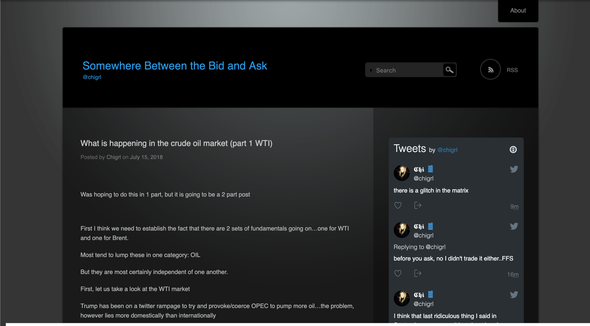 About
Somewhere Between the Bid and Ask
@chigrl
Search
RSS
What is happening in the crude oil market (part 1 WTI)
Posted by Chigrl on July 10, 2018
Was hoping to do this in 1 part, but it is going to be a 2 part post
First I think we need to establish the fact that there are 2 sets of fundamentals going on…one for WTI
and one for Brent.
Most tend to lump these in one category: OIL
But they are most certainly independent of one another.
First, let us take a look at the WTI market
Trump has been on a twitter rampage to try and provoke/coerce OPEC to pump more oil…the problem,
however lies more domestically than internationally
Tweets by @chigrl
𝕮𝖍𝖎
@chigrl
there is a glitch in the matrix
9m
𝕮𝖍𝖎
@chigrl
Replying to @chigrl
before you ask, no I didn't trade it either..FFS
16m
𝕮𝖍𝖎
@chigrl
I think that last ridiculous thing I said in